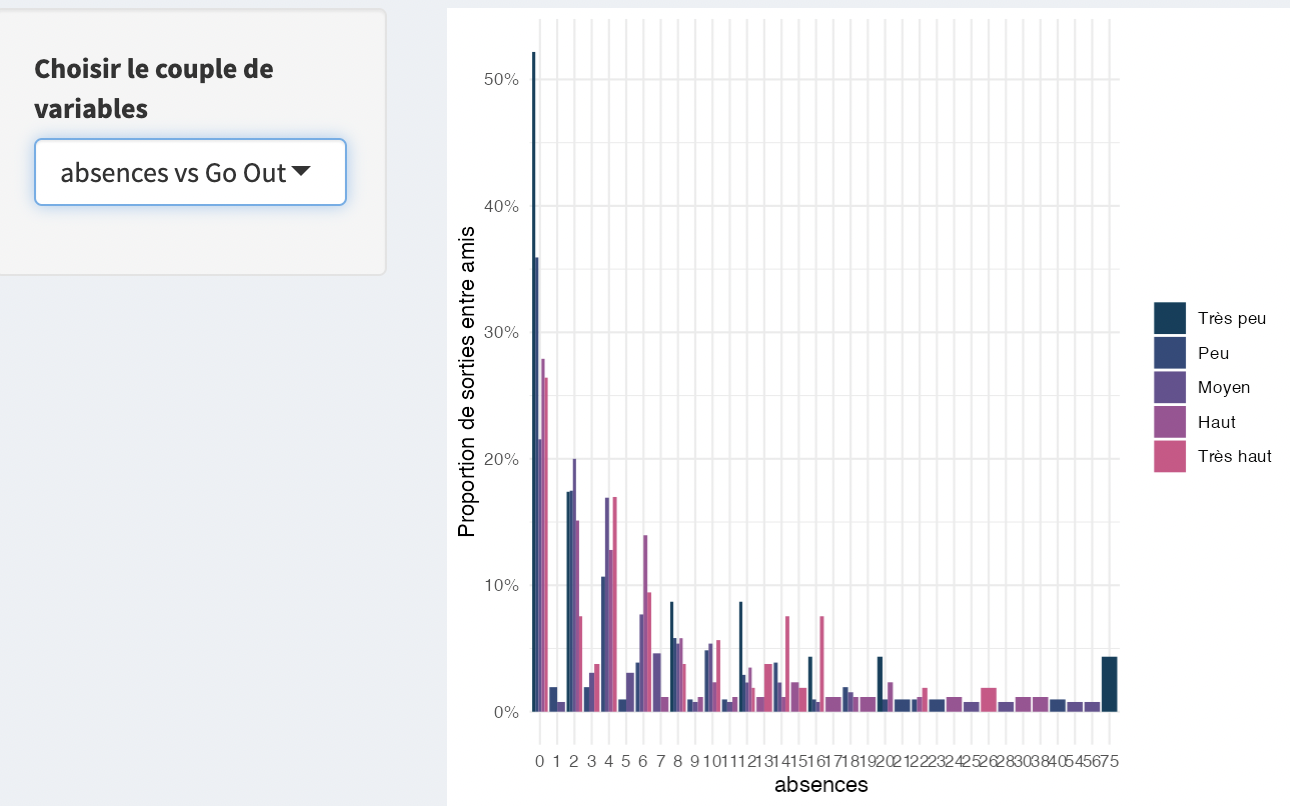 Choisir le couple de
variables
absences vs Go Out
Proportion de sorties entre amis
50%
40%
30%
20%
10%
0%
0 1 2 3 4 5 6 7 8 9 10 11 12 13 14 15 16 17 18 19 20 21 22 23 24 25 26 28 30 38 40 54 56 75
absences
Très peu
Peu
Moyen
Haut
Très haut